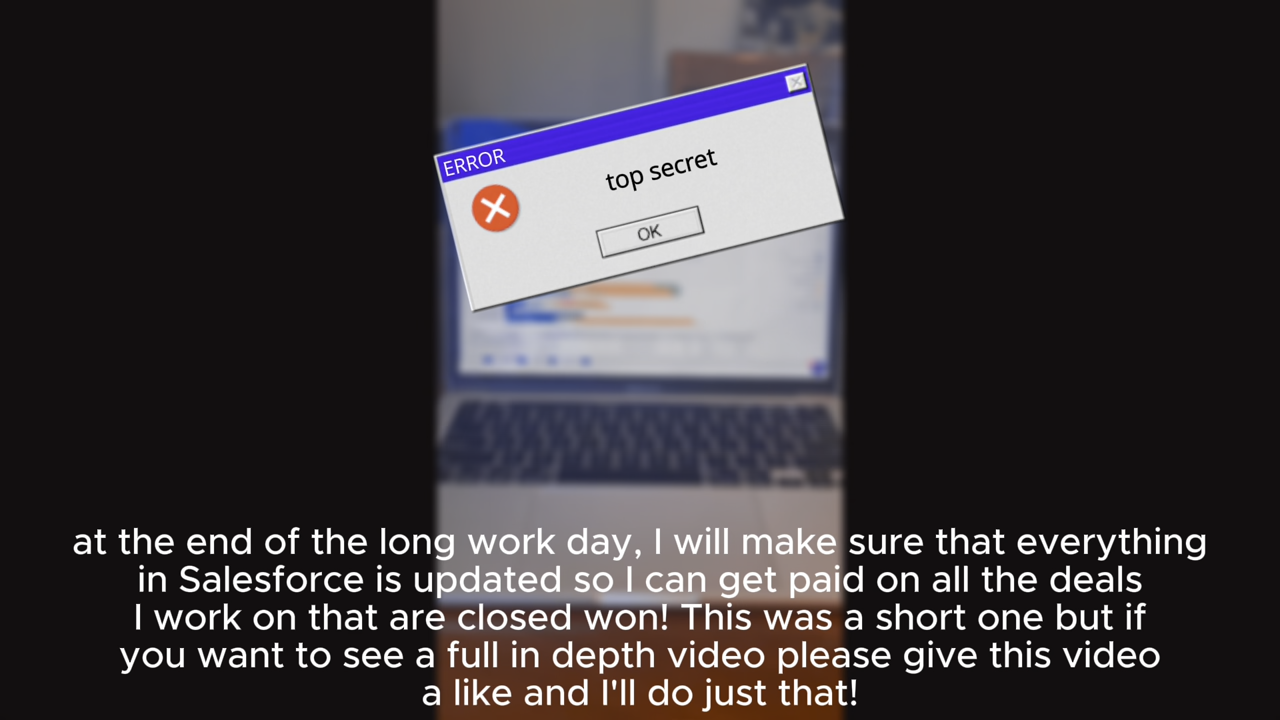 ERROR
top secret
OK
at the end of the long work day, I will make sure that everything
in Salesforce is updated so I can get paid on all the deals
I work on that are closed won! This was a short one but if
you want to see a full in depth video please give this video
a like and I'll do just that!